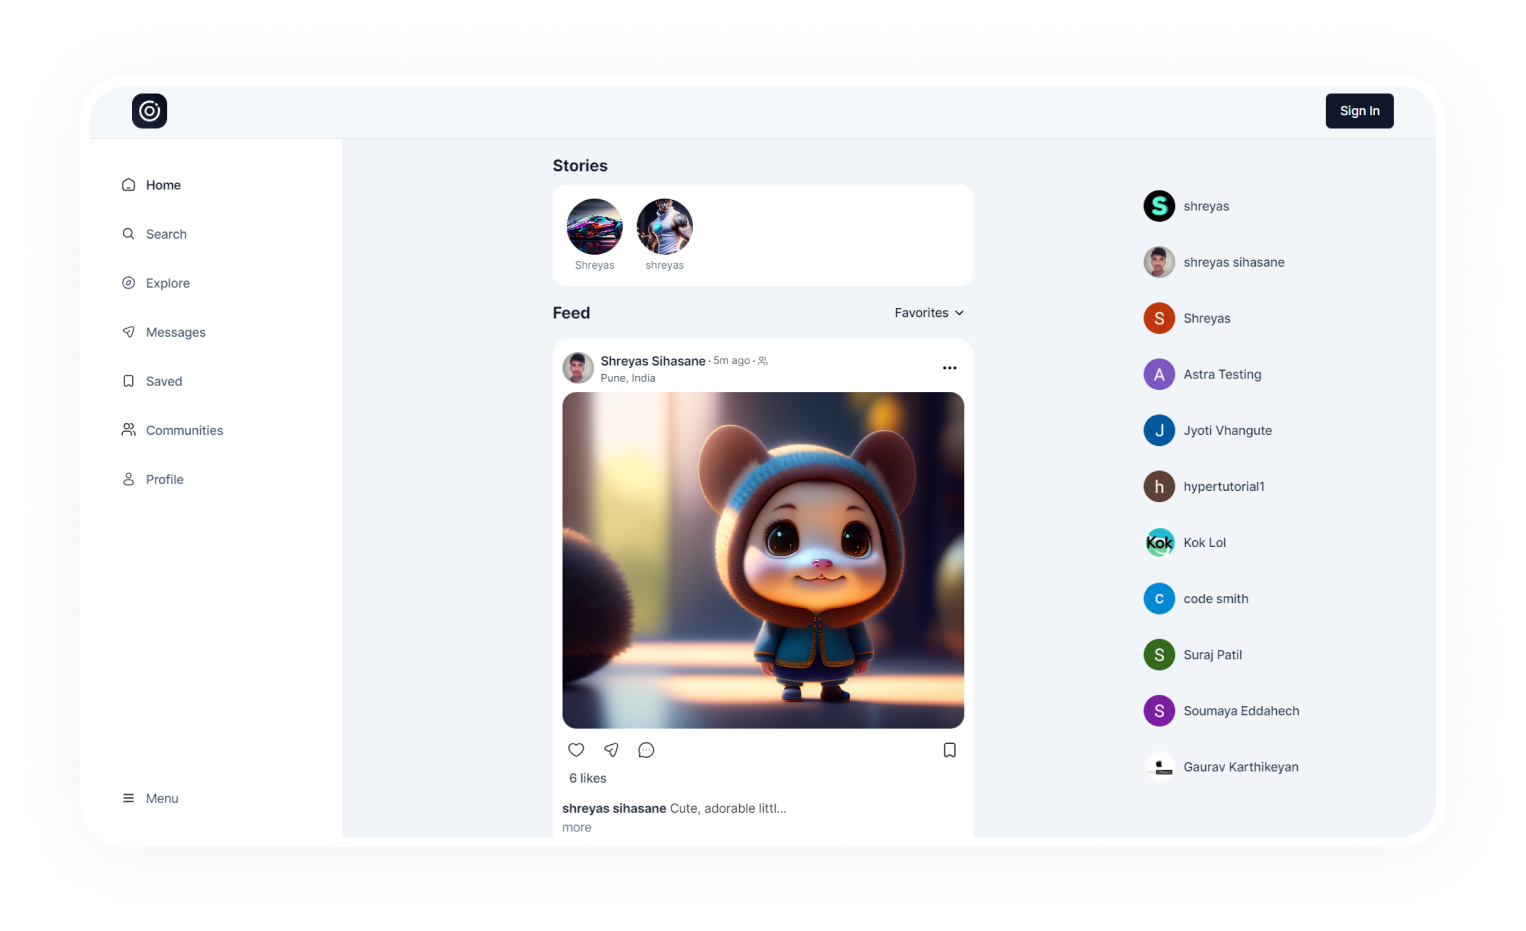 Sign In
Home
Search
Explore
Messages
Saved
Communities
Profile
Menu
Stories
Shreyas
shreyas
Feed
Favorites
Shreyas Sihasane · 5m ago ·
Pune, India
6 likes
shreyas sihasane Cute, adorable littl...
more
S shreyas
shreyas sihasane
S Shreyas
A Astra Testing
J Jyoti Vhangute
h hypertutorial1
Kok Kok Lol
c code smith
S Suraj Patil
S Soumaya Eddahech
Gaurav Karthikeyan